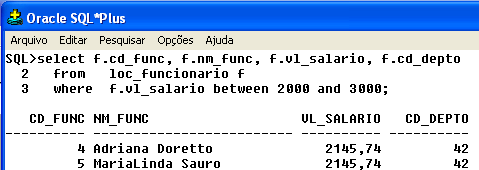 Oracle SQL*Plus
Arquivo Editar Pesquisar Opções Ajuda
SQL>select f.cd_func, f.nm_func, f.vl_salario, f.cd_depto
2 from loc_funcionario f
3 where f.vl_salario between 2000 and 3000;
CD_FUNC NM_FUNC VL_SALARIO CD_DEPTO
---------- ------------------------- ---------- ----------
4 Adriana Doretto 2145,74 42
5 MariaLinda Sauro 2145,74 42